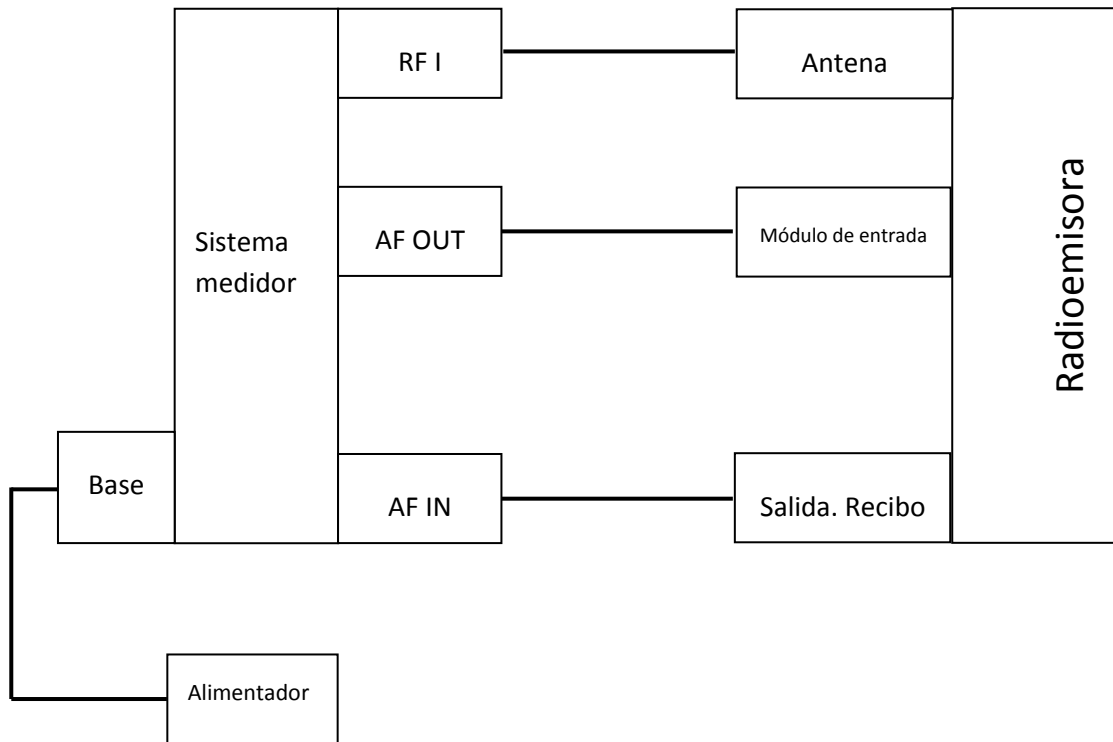 RF I
Antena
Radioemisora
Sistema
medidor
AF OUT
Módulo de entrada
Base
AF IN
Salida. Recibo
Alimentador